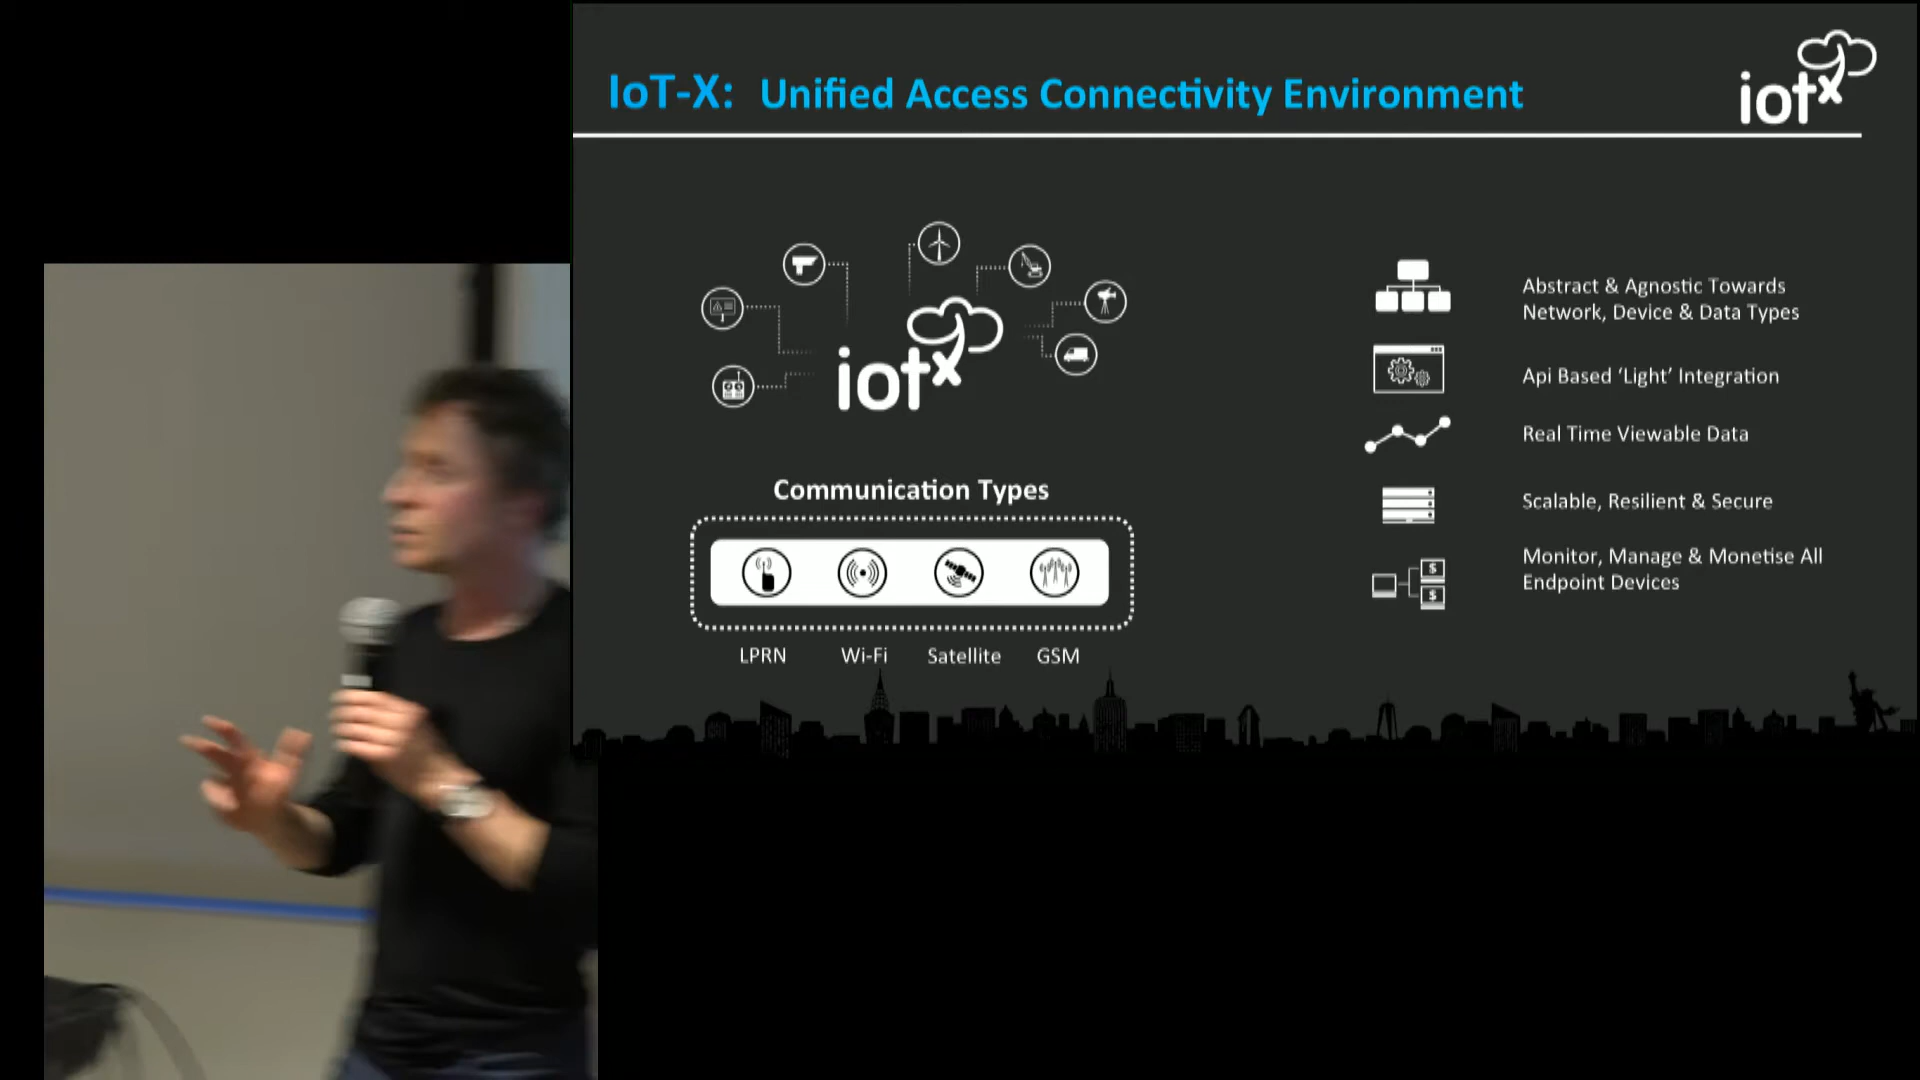 IoT-X: Unified Access Connectivity Environment
iotx
iotx
Abstract & Agnostic Towards
Network, Device & Data Types
Api Based ‘Light’ Integration
Real Time Viewable Data
Scalable, Resilient & Secure
Monitor, Manage & Monetise All
Endpoint Devices
$
$
Communication Types
LPRN
Wi-Fi
Satellite
GSM